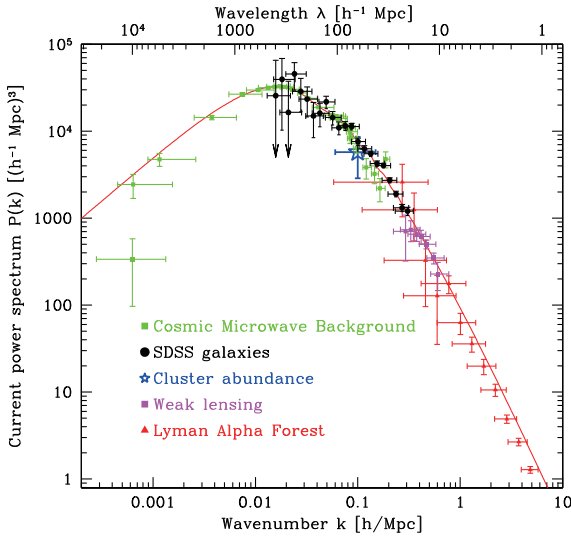 Wavelength λ [h⁻¹ Mpc]
10⁴ 1000 100 10 1
Current power spectrum P(k) [(h⁻¹ Mpc)³]
10⁵
10⁴
1000
100
10
1
Cosmic Microwave Background
SDSS galaxies
Cluster abundance
Weak lensing
Lyman Alpha Forest
0.001 0.01 0.1 1 10
Wavenumber k [h/Mpc]